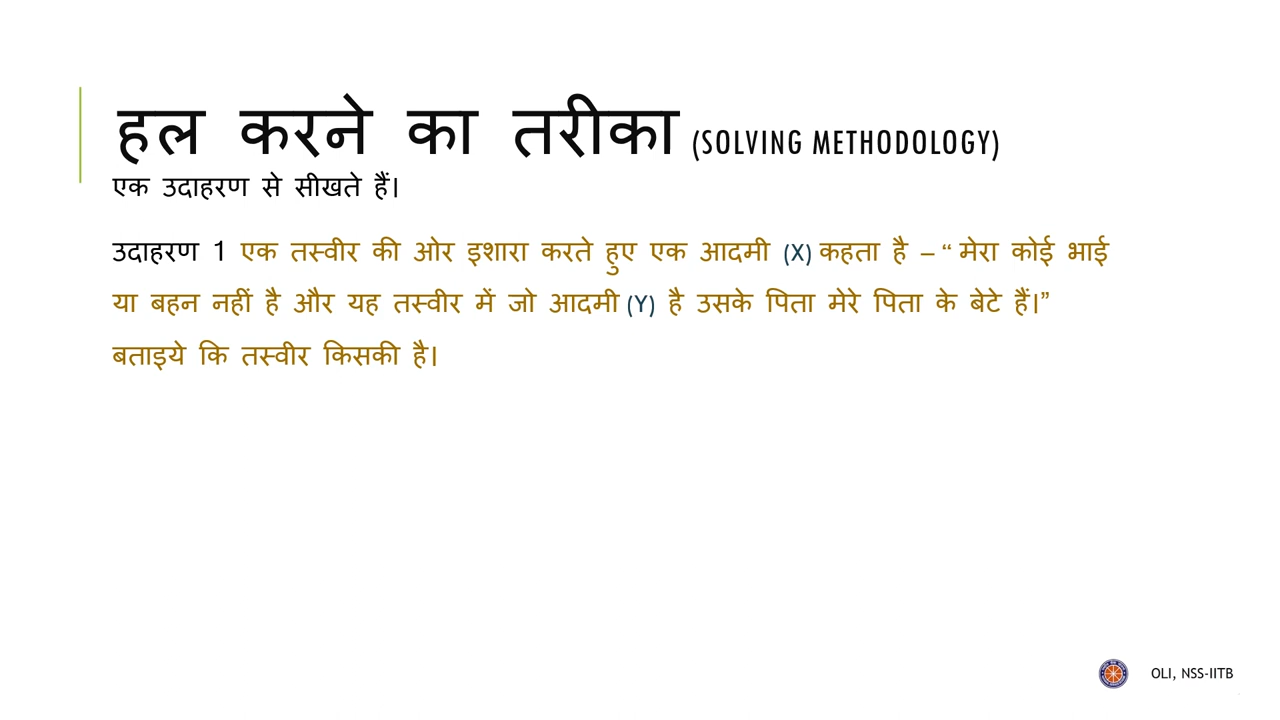 हल करने का तरीका (SOLVING METHODOLOGY)
एक उदाहरण से सीखते हैं।
उदाहरण 1 एक तस्वीर की ओर इशारा करते हुए एक आदमी (X) कहता है – “ मेरा कोई भाई
या बहन नहीं है और यह तस्वीर में जो आदमी (Y) है उसके पिता मेरे पिता के बेटे हैं।”
बताइये कि तस्वीर किसकी है।
OLI, NSS-IITB